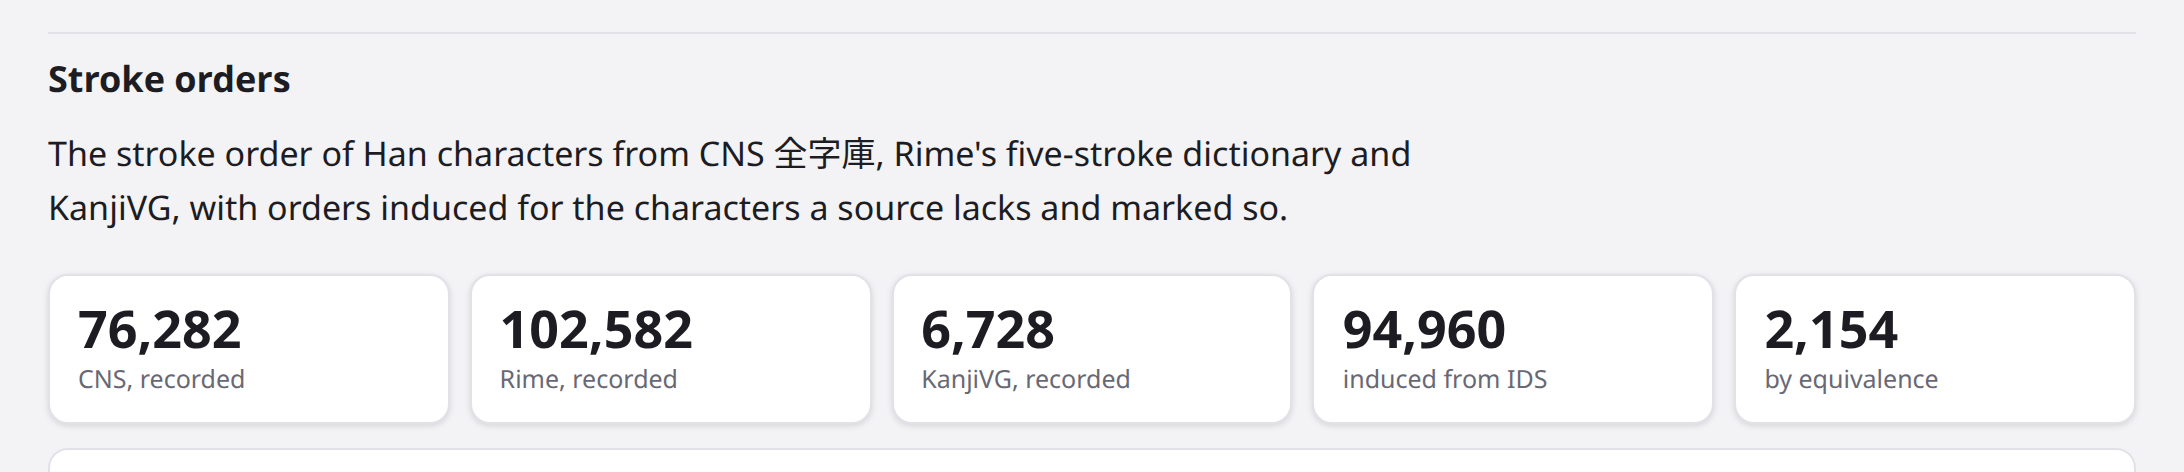 Stroke orders
The stroke order of Han characters from CNS 全字庫, Rime's five-stroke dictionary and
KanjiVG, with orders induced for the characters a source lacks and marked so.
76,282
CNS, recorded
102,582
Rime, recorded
6,728
KanjiVG, recorded
94,960
induced from IDS
2,154
by equivalence